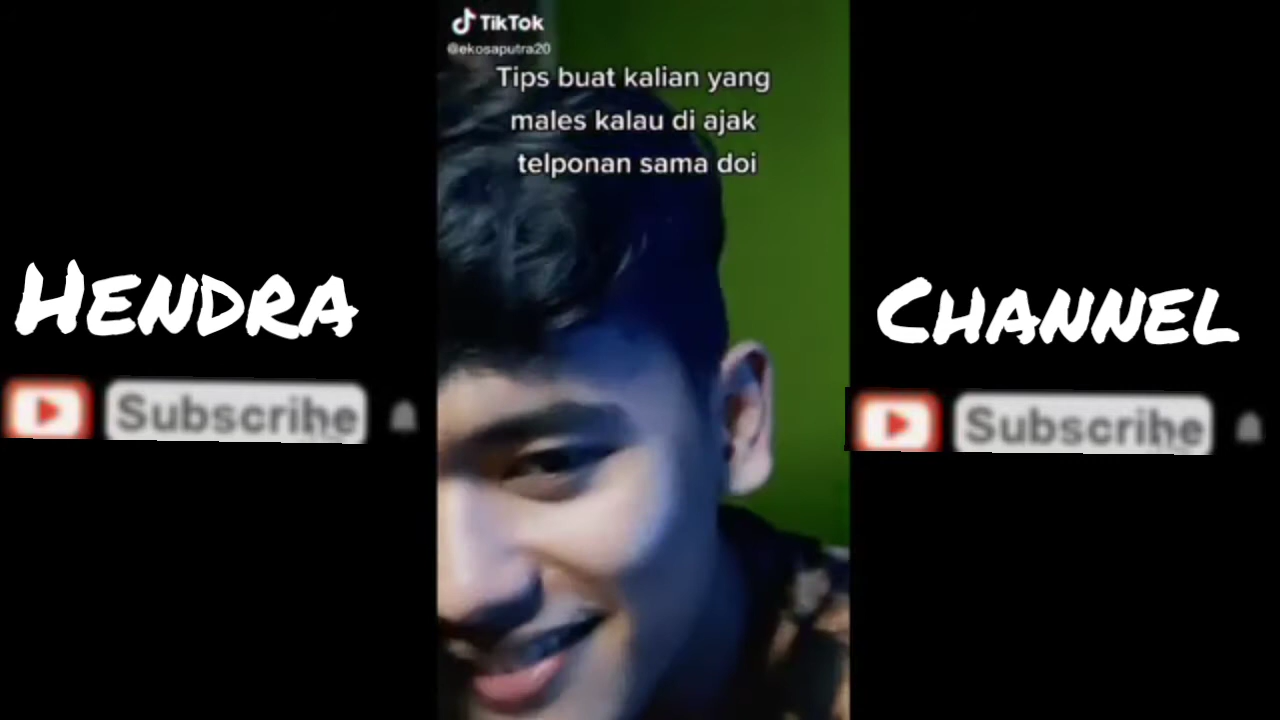 TikTok
@ekosaputra20
Tips buat kalian yang
males kalau di ajak
telponan sama doi
HENDRA
CHANNEL
Subscribe
Subscribe